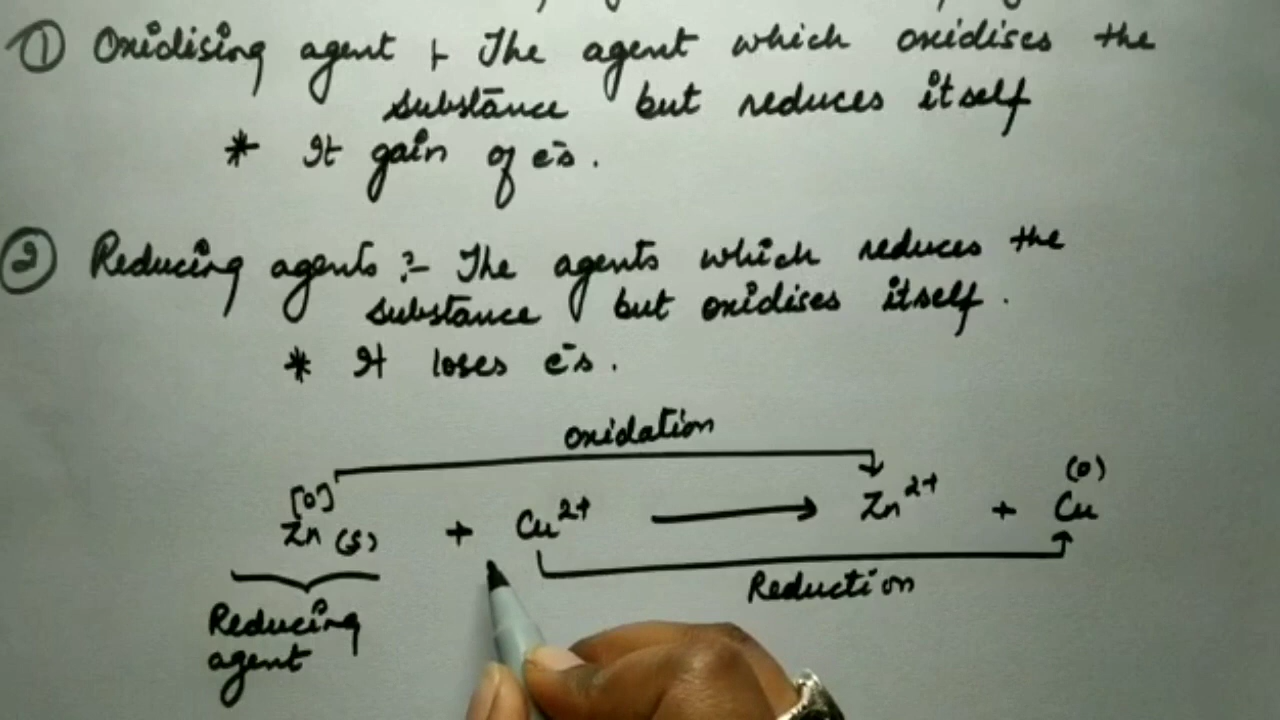 ① Oxidising agent :- The agent which oxidises the
substance but reduces itself
* It gain of e⁻s.
② Reducing agents :- The agents which reduces the
substance but oxidises itself.
* It loses e⁻s.
oxidation
[0] (0)
Zn (s) + Cu²⁺ ⟶ Zn²⁺ + Cu
Reduction
Reducing
agent